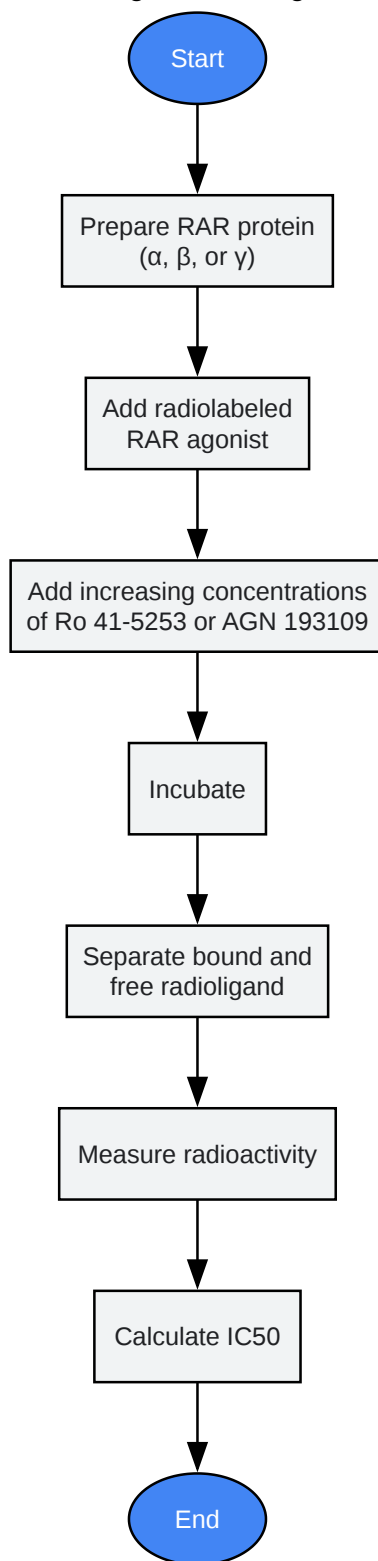 Start
Prepare RAR protein
(α, β, or γ)
Add radiolabeled
RAR agonist
Add increasing concentrations
of Ro 41-5253 or AGN 193109
Incubate
Separate bound and
free radioligand
Measure radioactivity
Calculate IC50
End